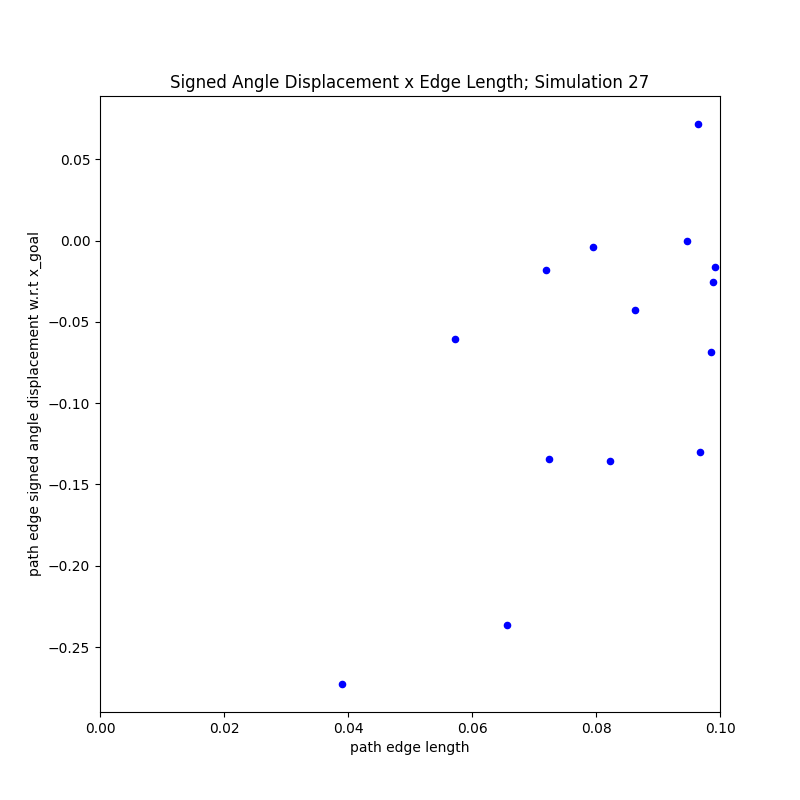 Signed Angle Displacement x Edge Length; Simulation 27
path edge signed angle displacement w.r.t x_goal
0.05
0.00
−0.05
−0.10
−0.15
−0.20
−0.25
0.00 0.02 0.04 0.06 0.08 0.10
path edge length